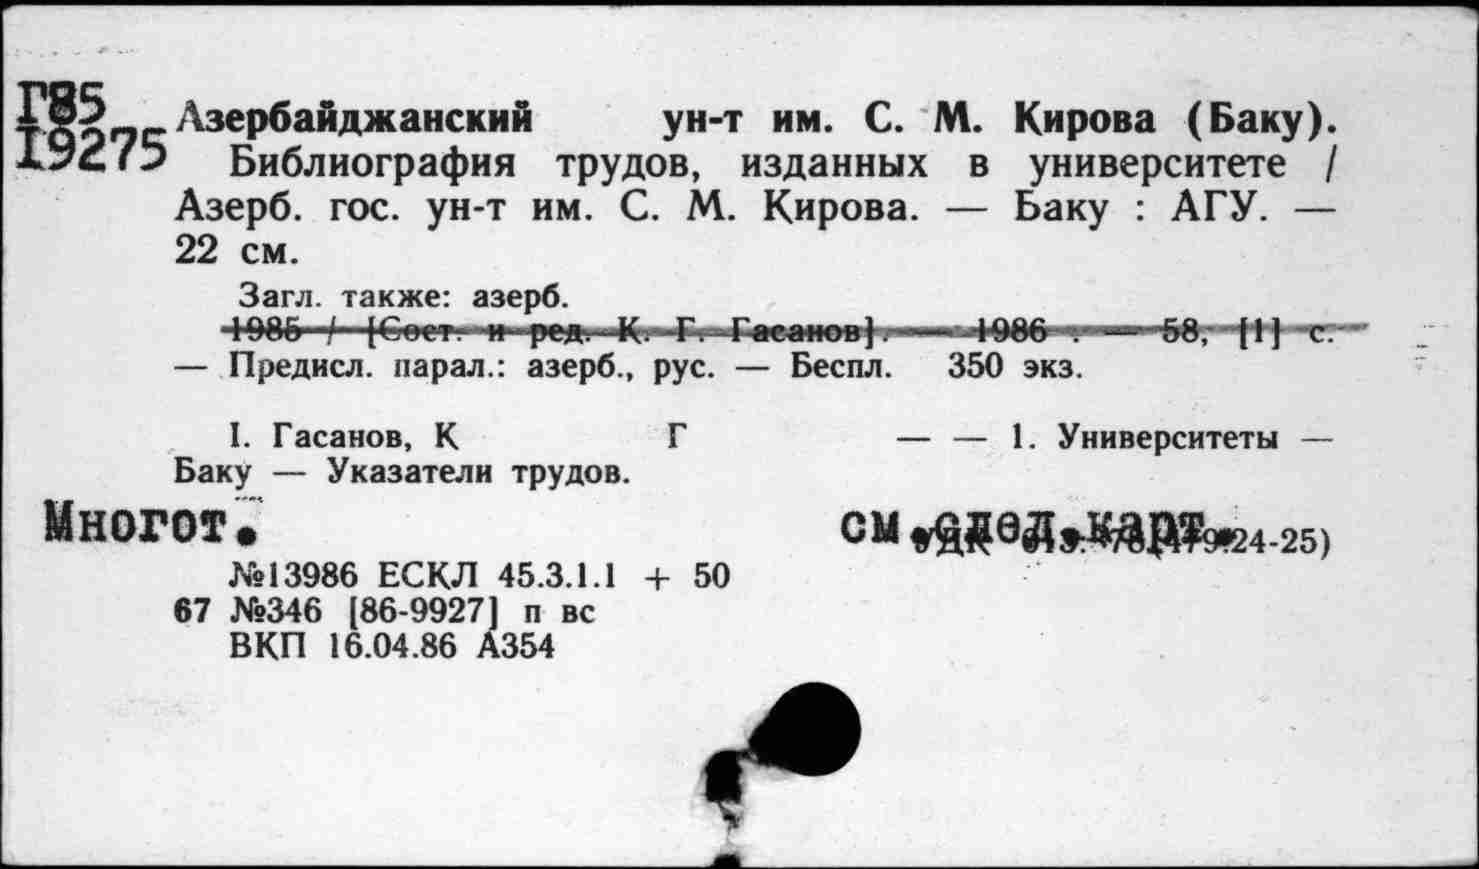 Г85
19275
Азербайджанский ун-т им. С. М. Кирова (Баку).
Библиография трудов, изданных в университете /
Азерб. гос. ун-т им. С. М. Кирова. — Баку : АГУ. —
22 см.
Загл. также: азерб.
1985 / [Сост. и ред. К. Г. Гасанов]. — 1986 . — 58, [1] с.
— Предисл. парал.: азерб., рус. — Беспл. 350 экз.
I. Гасанов, К Г — — 1. Университеты —
Баку — Указатели трудов.
Многот. см.след.карт. 24-25)
№13986 ЕСКЛ 45.3.1.1 + 50
67 №346 [86-9927] п вс
ВКП 16.04.86 А354